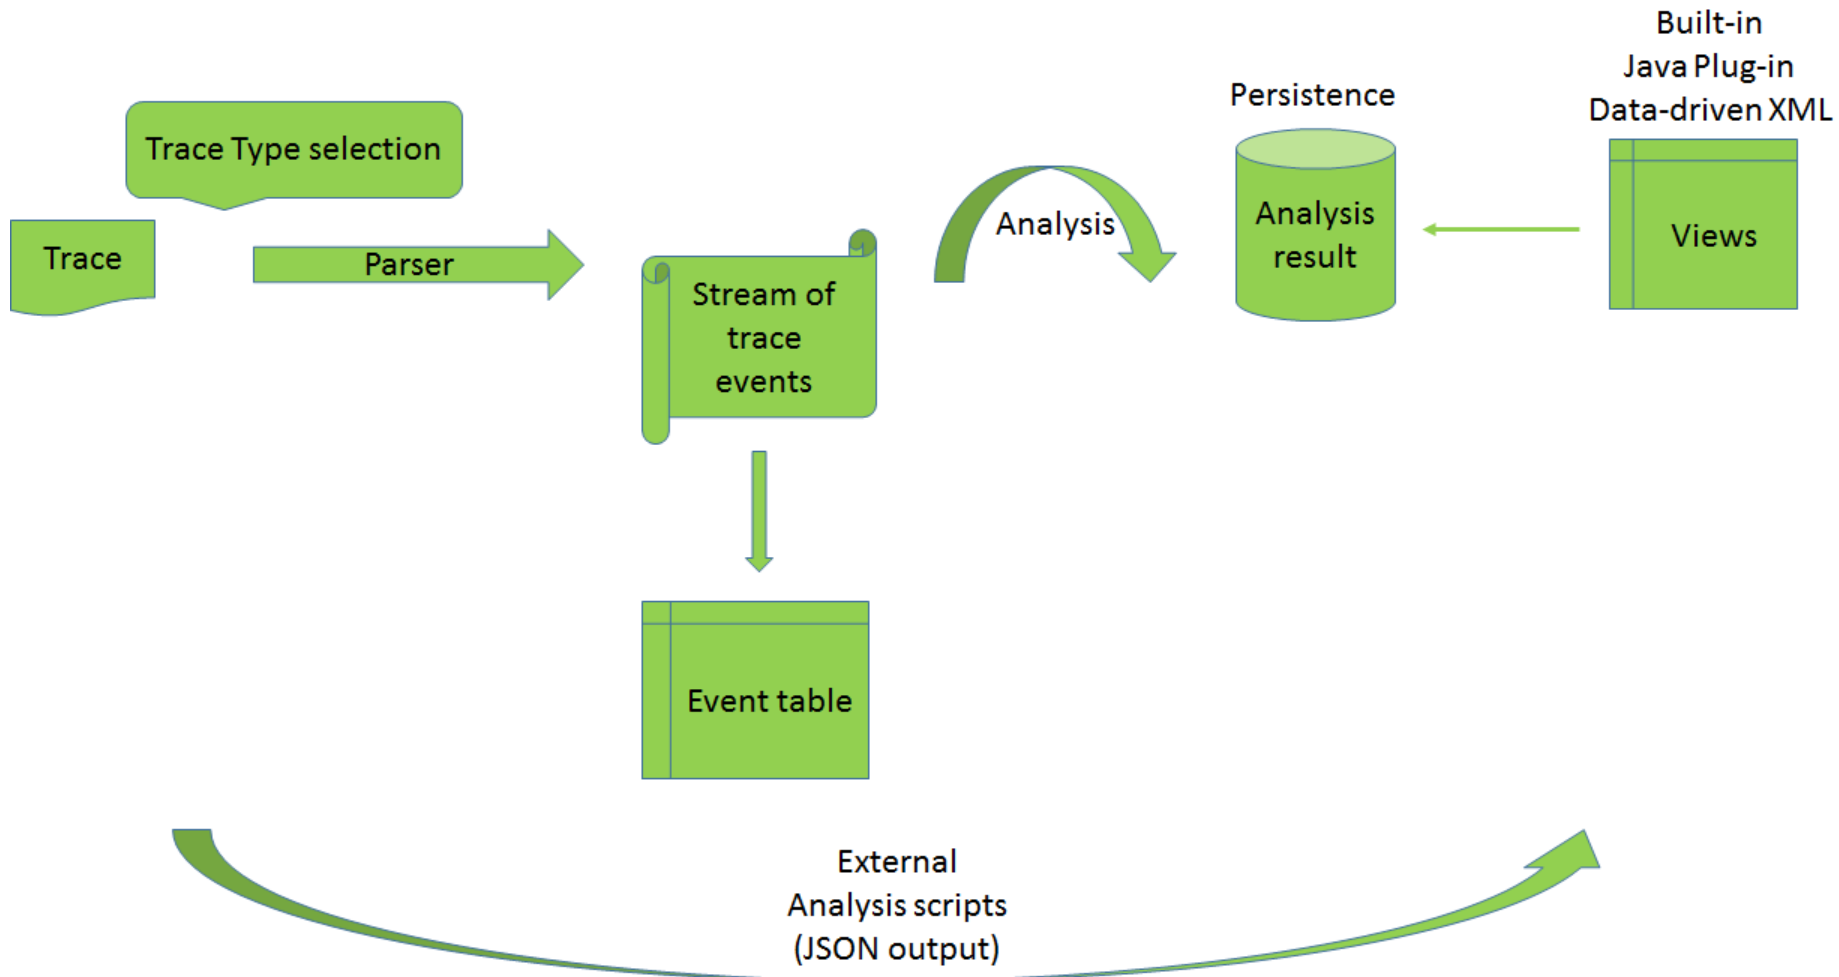 Built-in
Java Plug-in
Data-driven XML
Persistence
Trace Type selection
Trace
Parser
Stream of
trace
events
Analysis
Analysis
result
Views
Event table
External
Analysis scripts
(JSON output)